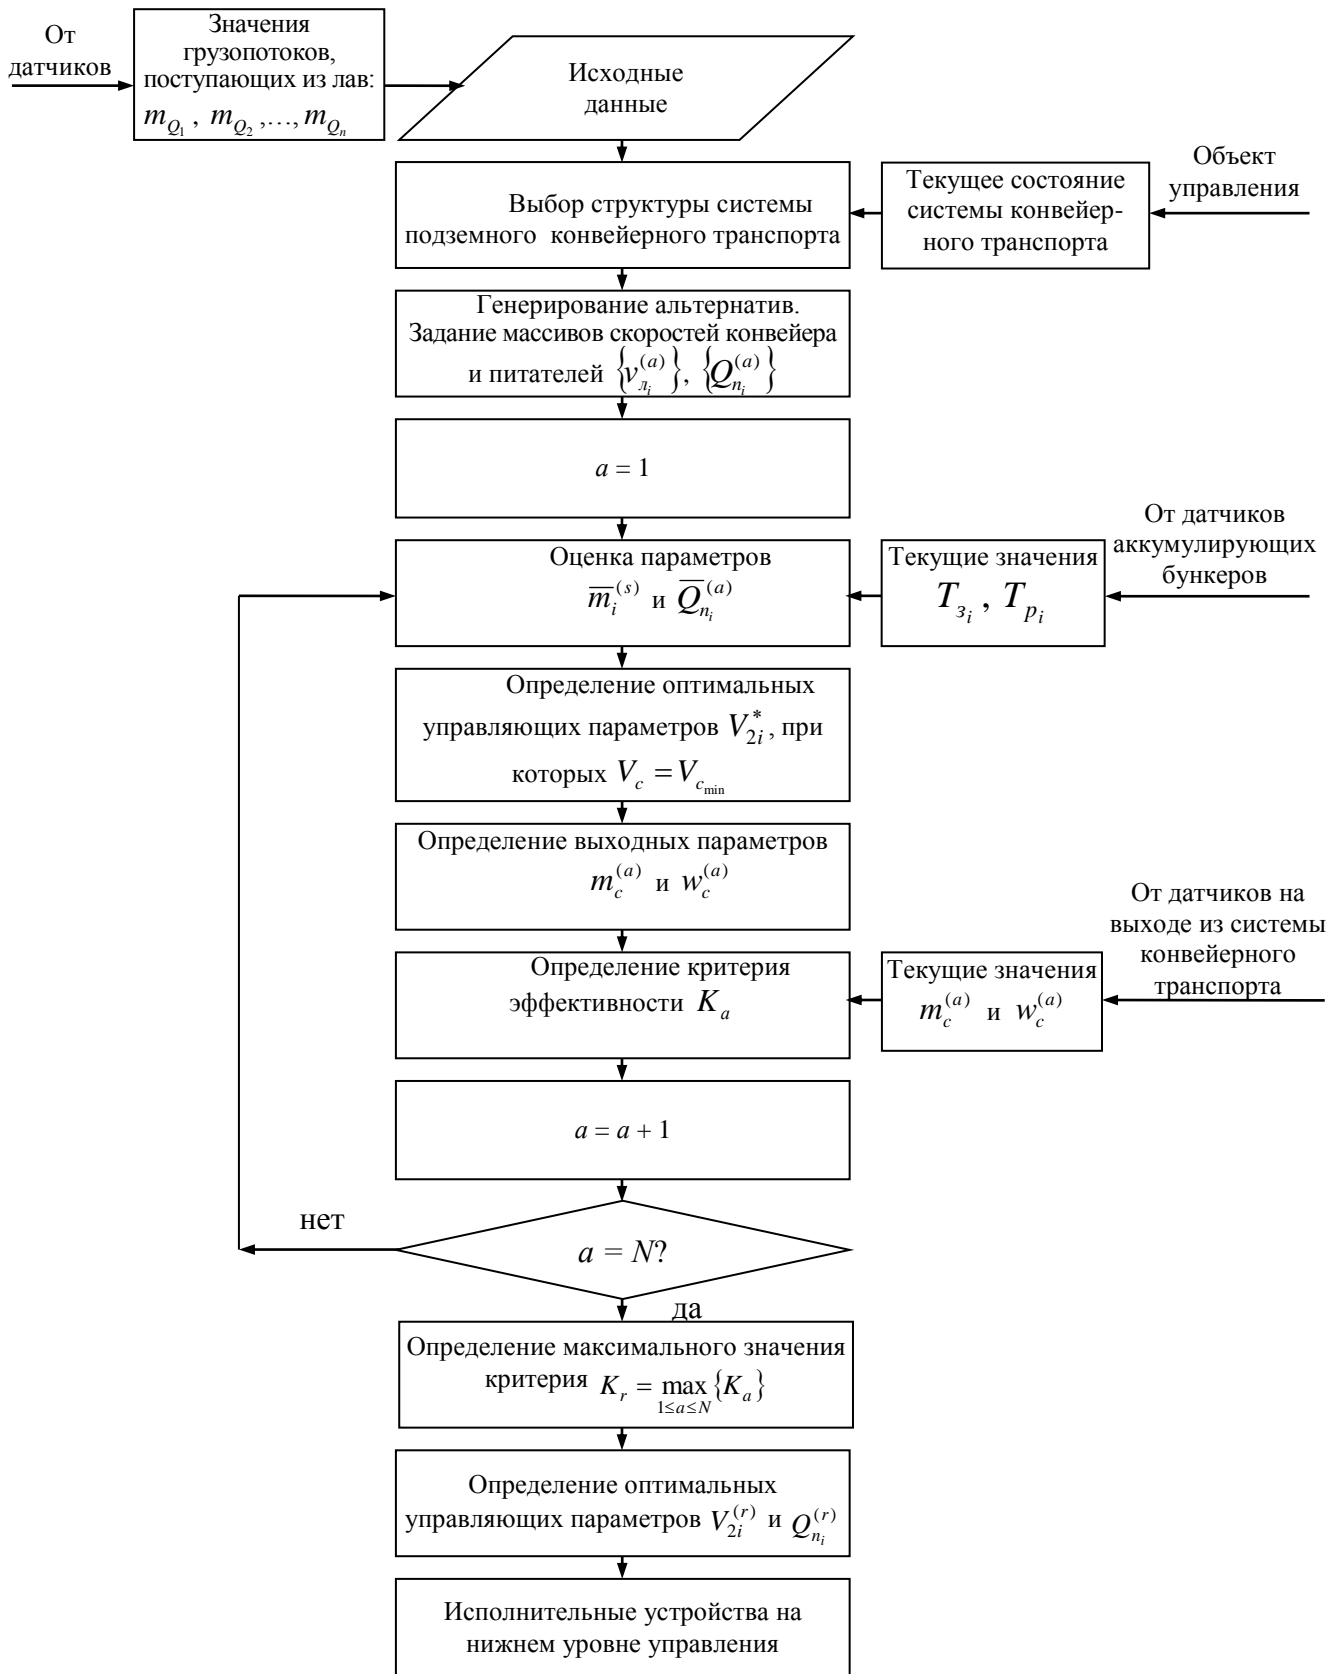 От
датчиков
Значения
грузопотоков,
поступающих из лав:
m_{Q_1} , m_{Q_2} ,…, m_{Q_n}
Исходные
данные
Выбор структуры системы
подземного конвейерного транспорта
Текущее состояние
системы конвейер-
ного транспорта
Объект
управления
Генерирование альтернатив.
Задание массивов скоростей конвейера
и питателей {v_{л_i}^{(a)}}, {Q_{n_i}^{(a)}}
a = 1
Оценка параметров
\overline{m}_i^{(s)} и \overline{Q}_{n_i}^{(a)}
Текущие значения
T_{з_i} , T_{p_i}
От датчиков
аккумулирующих
бункеров
Определение оптимальных
управляющих параметров V_{2i}^*, при
которых V_c = V_{c_{min}}
Определение выходных параметров
m_c^{(a)} и w_c^{(a)}
Определение критерия
эффективности K_a
Текущие значения
m_c^{(a)} и w_c^{(a)}
От датчиков на
выходе из системы
конвейерного
транспорта
a = a + 1
нет
a = N?
да
Определение максимального значения
критерия K_r = \max_{1≤a≤N} {K_a}
Определение оптимальных
управляющих параметров V_{2i}^{(r)} и Q_{n_i}^{(r)}
Исполнительные устройства на
нижнем уровне управления